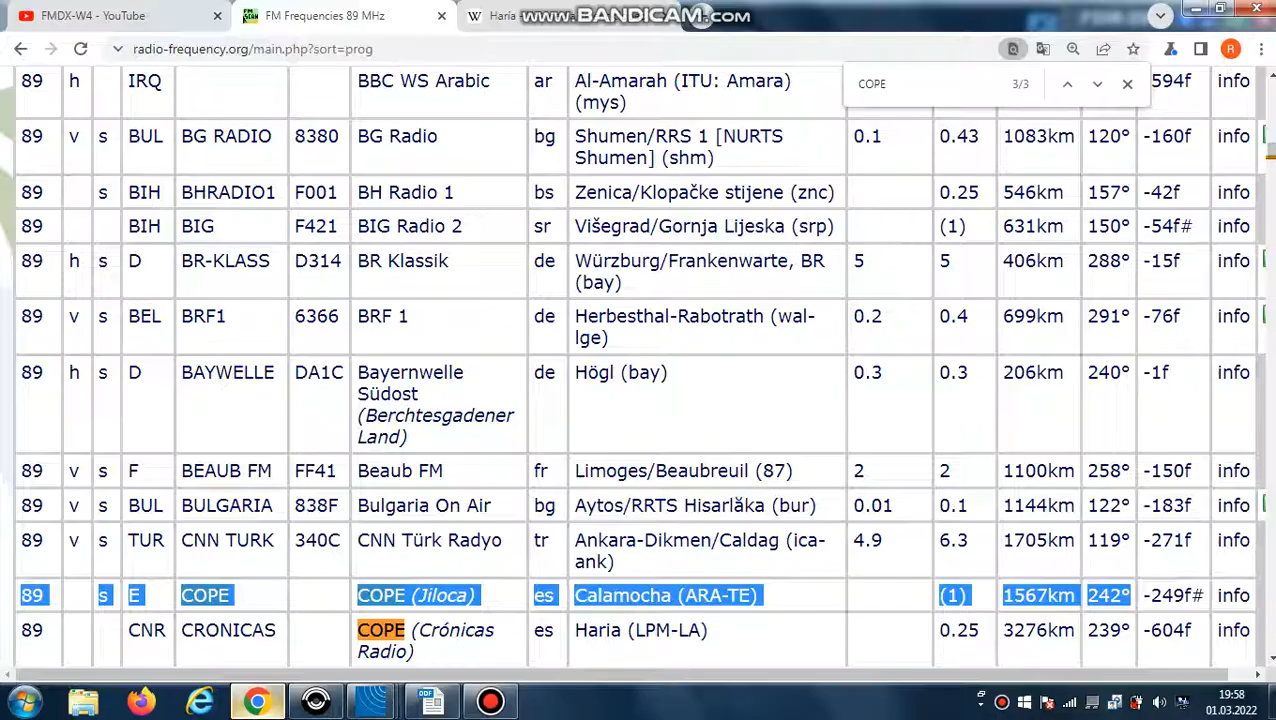 FMDX-W4 - YouTube × FM Frequencies 89 MHz × W Haría www.BANDICAM.com
radio-frequency.org/main.php?sort=prog R
COPE 3/3
89 h IRQ BBC WS Arabic ar Al-Amarah (ITU: Amara) -594f info
(mys)
89 v s BUL BG RADIO 8380 BG Radio bg Shumen/RRS 1 [NURTS 0.1 0.43 1083km 120° -160f info
Shumen] (shm)
89 s BIH BHRADIO1 F001 BH Radio 1 bs Zenica/Klopačke stijene (znc) 0.25 546km 157° -42f info
89 BIH BIG F421 BIG Radio 2 sr Višegrad/Gornja Lijeska (srp) (1) 631km 150° -54f# info
89 h s D BR-KLASS D314 BR Klassik de Würzburg/Frankenwarte, BR 5 5 406km 288° -15f info
(bay)
89 v s BEL BRF1 6366 BRF 1 de Herbesthal-Rabotrath (wal- 0.2 0.4 699km 291° -76f info
lge)
89 h s D BAYWELLE DA1C Bayernwelle de Högl (bay) 0.3 0.3 206km 240° -1f info
Südost
(Berchtesgadener
Land)
89 v s F BEAUB FM FF41 Beaub FM fr Limoges/Beaubreuil (87) 2 2 1100km 258° -150f info
89 v s BUL BULGARIA 838F Bulgaria On Air bg Aytos/RRTS Hisarlăka (bur) 0.01 0.1 1144km 122° -183f info
89 v s TUR CNN TURK 340C CNN Türk Radyo tr Ankara-Dikmen/Caldag (ica- 4.9 6.3 1705km 119° -271f info
ank)
89 s E COPE COPE (Jiloca) es Calamocha (ARA-TE) (1) 1567km 242° -249f# info
89 CNR CRONICAS COPE (Crónicas es Haria (LPM-LA) 0.25 3276km 239° -604f info
Radio)
ODF 19:58
01.03.2022